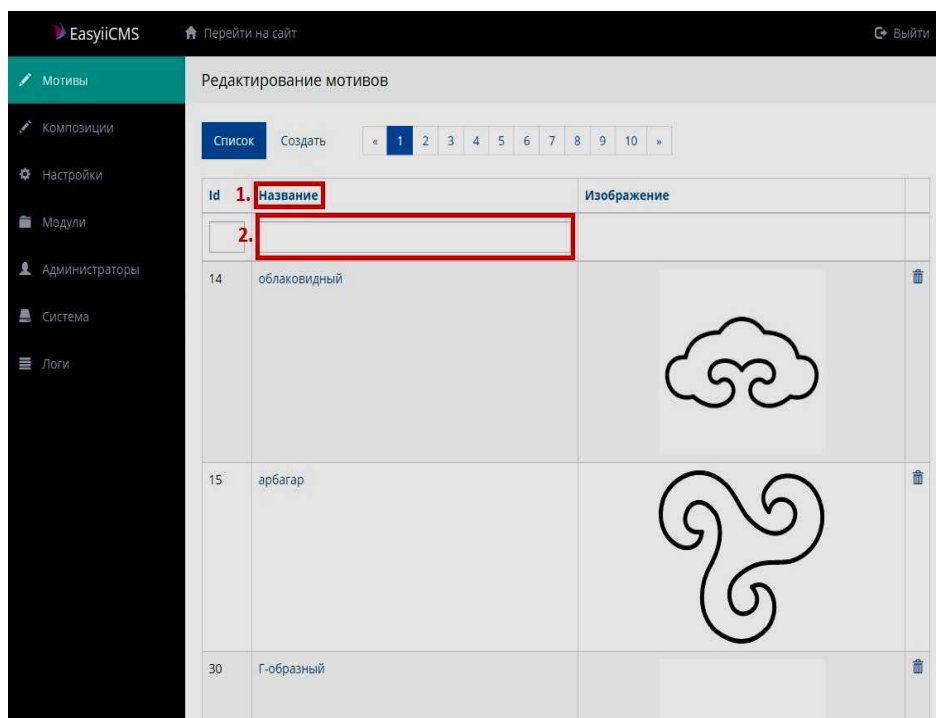 EasyiiCMS Перейти на сайт Выйти
Мотивы
Композиции
Настройки
Модули
Администраторы
Система
Логи
Редактирование мотивов
Список Создать « 1 2 3 4 5 6 7 8 9 10 »
Id 1. Название Изображение
2.
14 облаковидный
15 арбагар
30 Г-образный